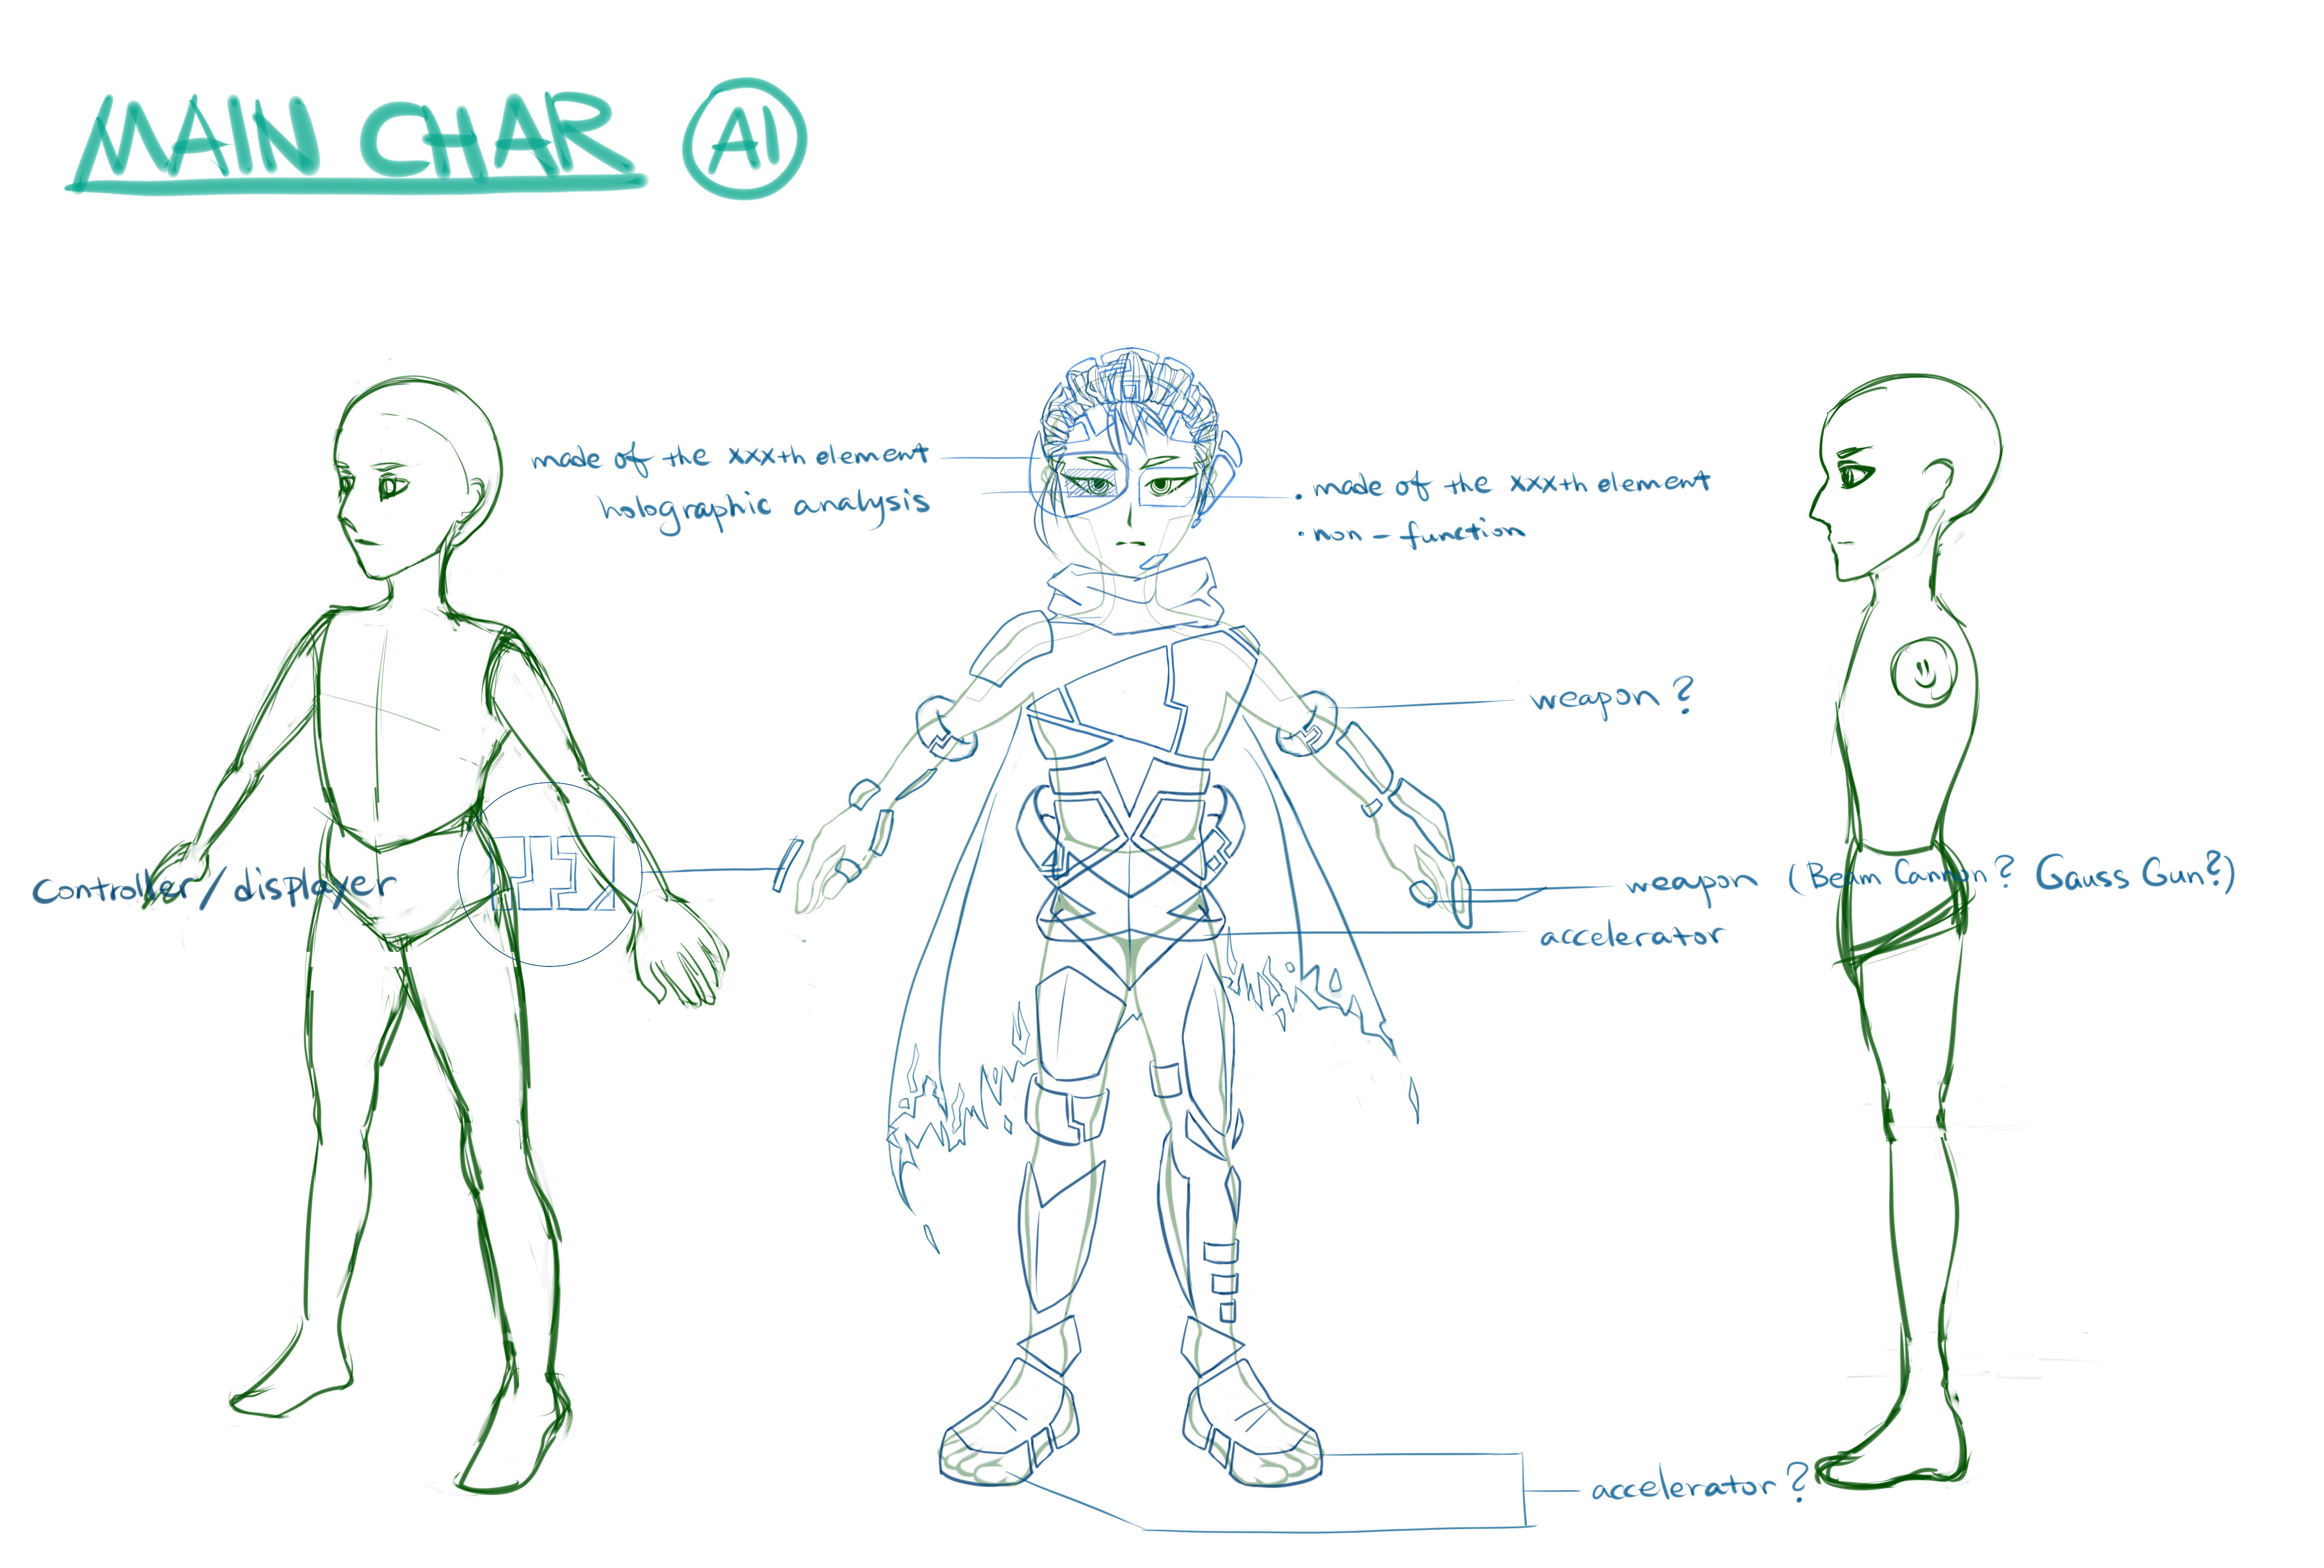 MAIN CHAR AI
made of the xxxth element
holographic analysis
• made of the xxxth element
• non-function
weapon?
controller/displayer
weapon (Beam Cannon? Gauss Gun?)
accelerator
accelerator?